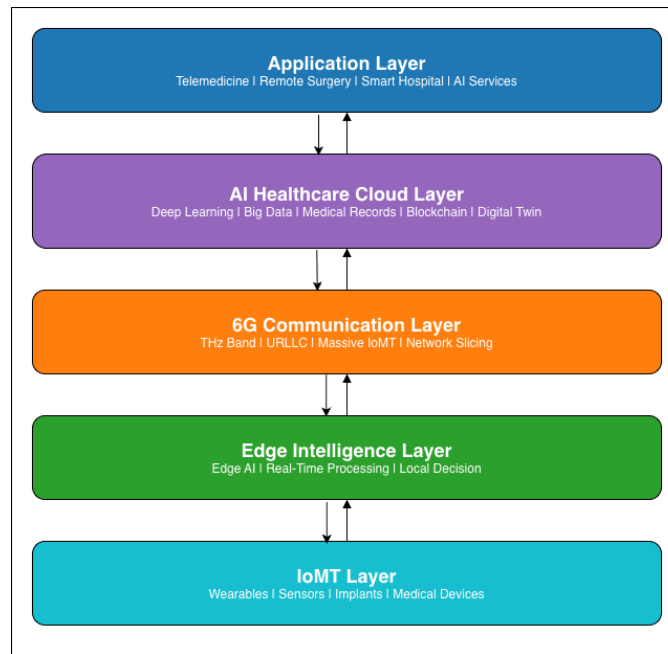 Application Layer
Telemedicine | Remote Surgery | Smart Hospital | AI Services
AI Healthcare Cloud Layer
Deep Learning | Big Data | Medical Records | Blockchain | Digital Twin
6G Communication Layer
THz Band | URLLC | Massive IoMT | Network Slicing
Edge Intelligence Layer
Edge AI | Real-Time Processing | Local Decision
IoMT Layer
Wearables | Sensors | Implants | Medical Devices